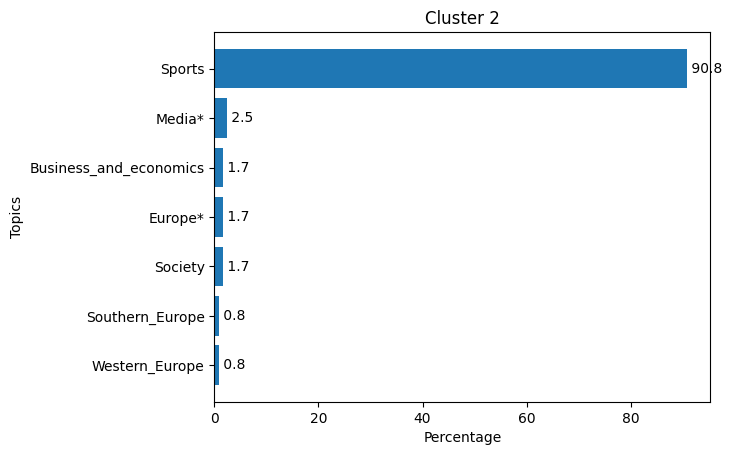 Cluster 2
Topics
Sports 90.8
Media* 2.5
Business_and_economics 1.7
Europe* 1.7
Society 1.7
Southern_Europe 0.8
Western_Europe 0.8
0 20 40 60 80
Percentage